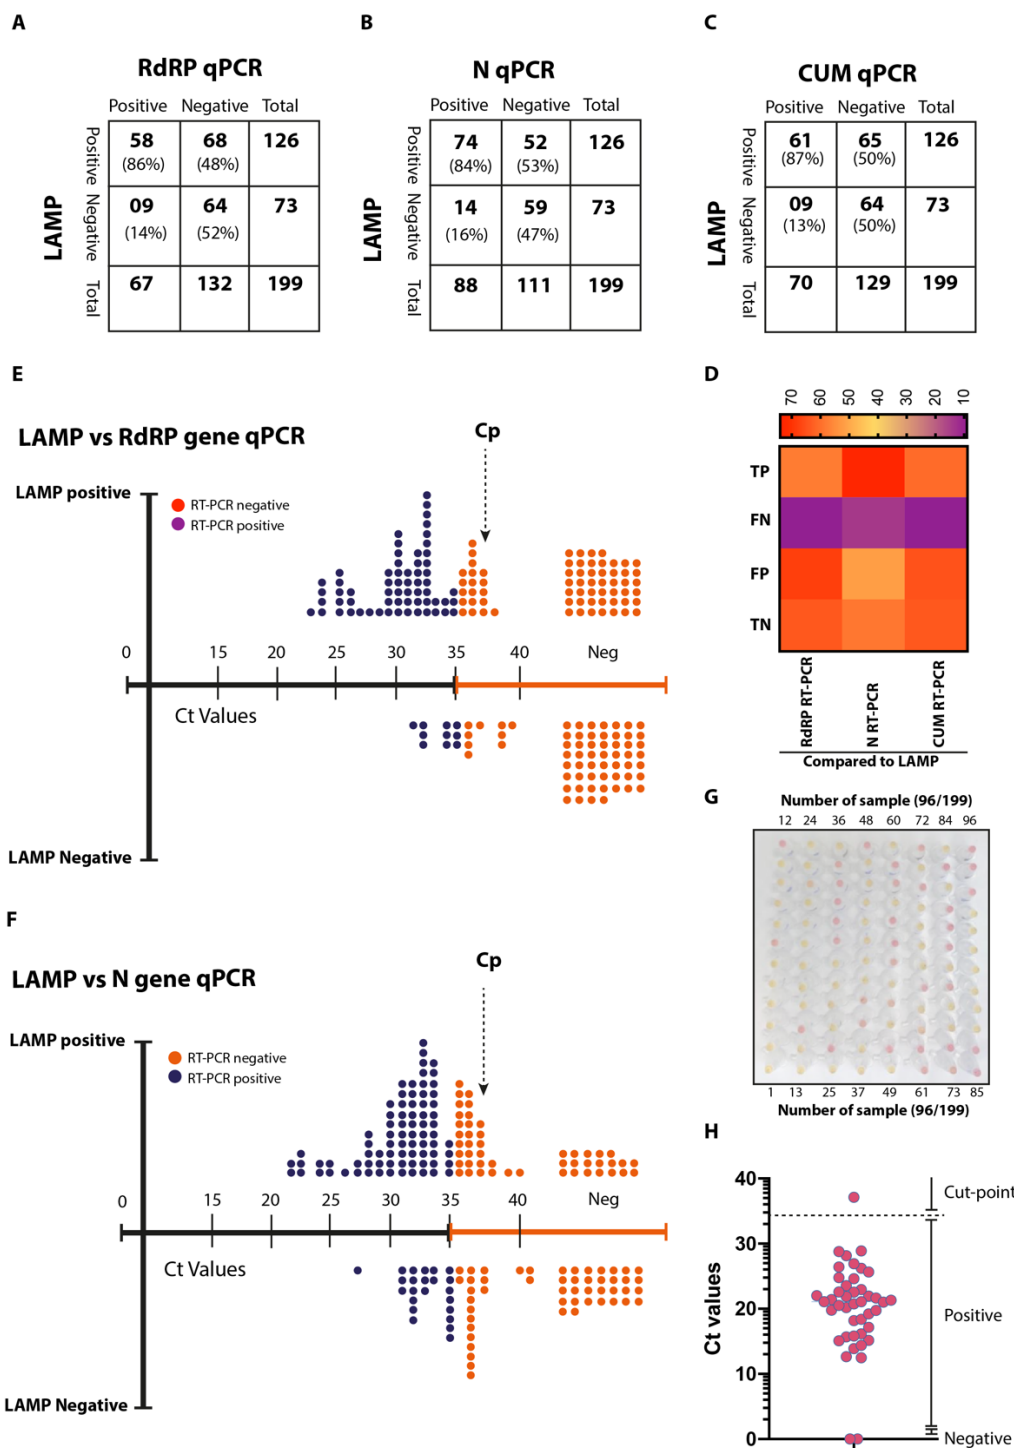 A
RdRP qPCR
Positive Negative Total
LAMP
Positive 58 68 126
(86%) (48%)
Negative 09 64 73
(14%) (52%)
Total 67 132 199
B
N qPCR
Positive Negative Total
LAMP
Positive 74 52 126
(84%) (53%)
Negative 14 59 73
(16%) (47%)
Total 88 111 199
C
CUM qPCR
Positive Negative Total
LAMP
Positive 61 65 126
(87%) (50%)
Negative 09 64 73
(13%) (50%)
Total 70 129 199
E
LAMP vs RdRP gene qPCR
Cp
LAMP positive
RT-PCR negative
RT-PCR positive
0 15 20 25 30 35 40 Neg
Ct Values
LAMP Negative
D
70 60 50 40 30 20 10
TP
FN
FP
TN
RdRP RT-PCR
N RT-PCR
CUM RT-PCR
Compared to LAMP
F
LAMP vs N gene qPCR
Cp
LAMP positive
RT-PCR negative
RT-PCR positive
0 15 20 25 30 35 40 Neg
Ct Values
LAMP Negative
G
Number of sample (96/199)
12 24 36 48 60 72 84 96
1 13 25 37 49 61 73 85
Number of sample (96/199)
H
Ct values
40
30
20
10
0
Cut-point
Positive
Negative